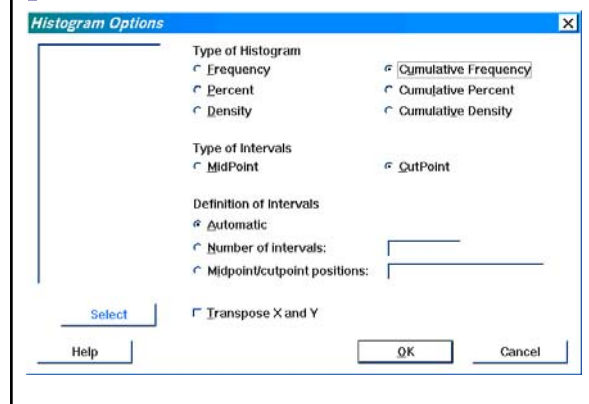 Histogram Options
Type of Histogram
Frequency Cumulative Frequency
Percent Cumulative Percent
Density Cumulative Density
Type of Intervals
MidPoint CutPoint
Definition of Intervals
Automatic
Number of intervals:
Midpoint/cutpoint positions:
Select Transpose X and Y
Help OK Cancel